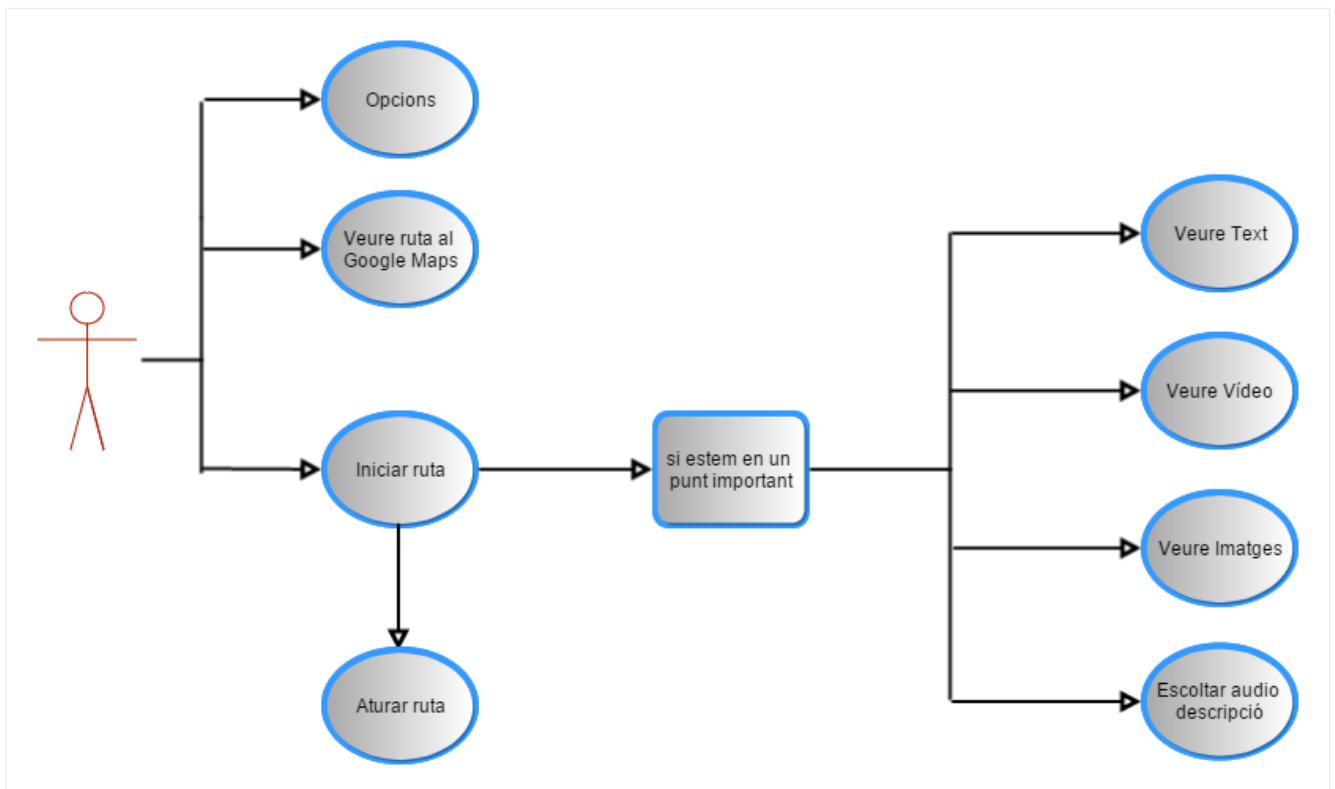 Opcions
Veure ruta al
Google Maps
Iniciar ruta
Aturar ruta
si estem en un
punt important
Veure Text
Veure Vídeo
Veure Imatges
Escoltar audio
descripció